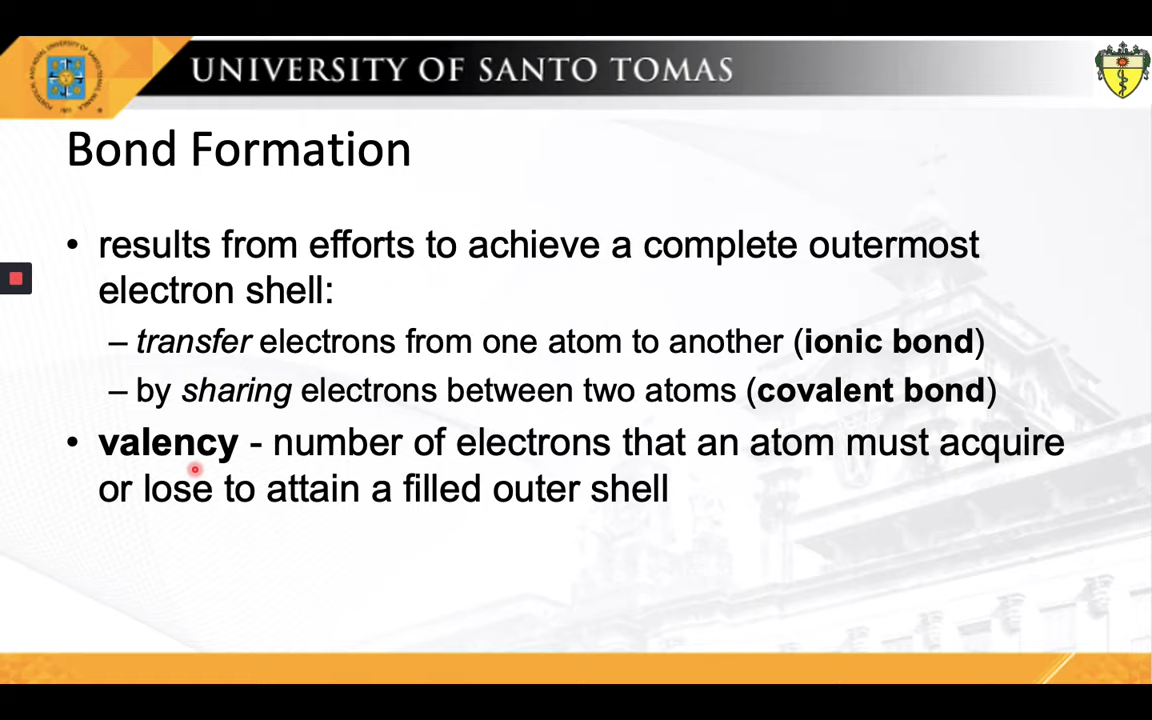 UNIVERSITY OF SANTO TOMAS
Bond Formation
• results from efforts to achieve a complete outermost
electron shell:
– transfer electrons from one atom to another (ionic bond)
– by sharing electrons between two atoms (covalent bond)
• valency - number of electrons that an atom must acquire
or lose to attain a filled outer shell